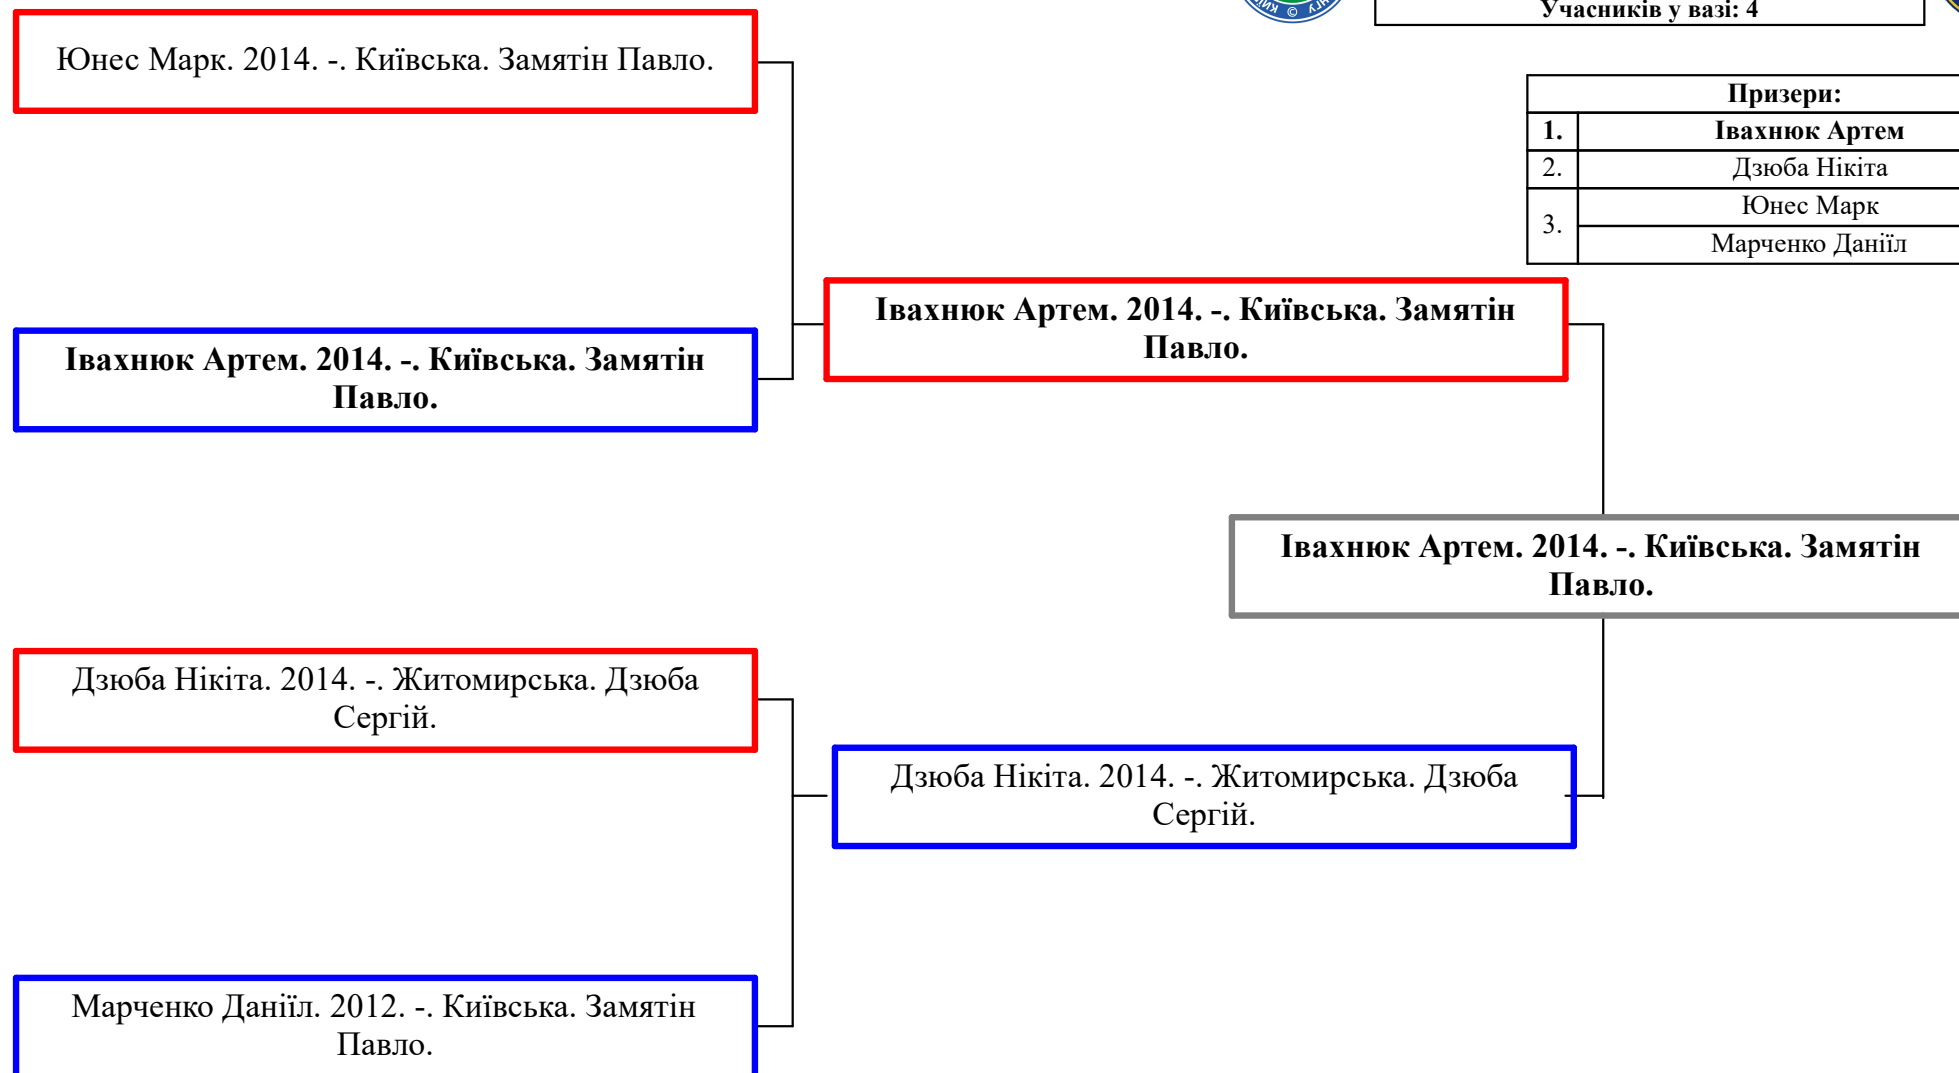 Учасників у вазі: 4
Юнес Марк. 2014. -. Київська. Замятін Павло.
Призери:
1. Івахнюк Артем
2. Дзюба Нікіта
3. Юнес Марк
Марченко Даніїл
Івахнюк Артем. 2014. -. Київська. Замятін
Павло.
Івахнюк Артем. 2014. -. Київська. Замятін
Павло.
Івахнюк Артем. 2014. -. Київська. Замятін
Павло.
Дзюба Нікіта. 2014. -. Житомирська. Дзюба
Сергій.
Дзюба Нікіта. 2014. -. Житомирська. Дзюба
Сергій.
Марченко Даніїл. 2012. -. Київська. Замятін
Павло.